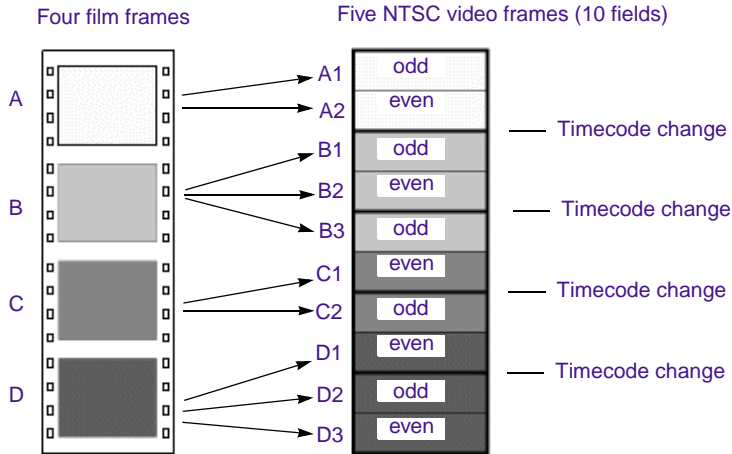 Four film frames
Five NTSC video frames (10 fields)
A
A1
odd
A2
even
Timecode change
B1
odd
B
B2
even
Timecode change
B3
odd
C1
even
Timecode change
C
C2
odd
D1
even
Timecode change
D
D2
odd
D3
even